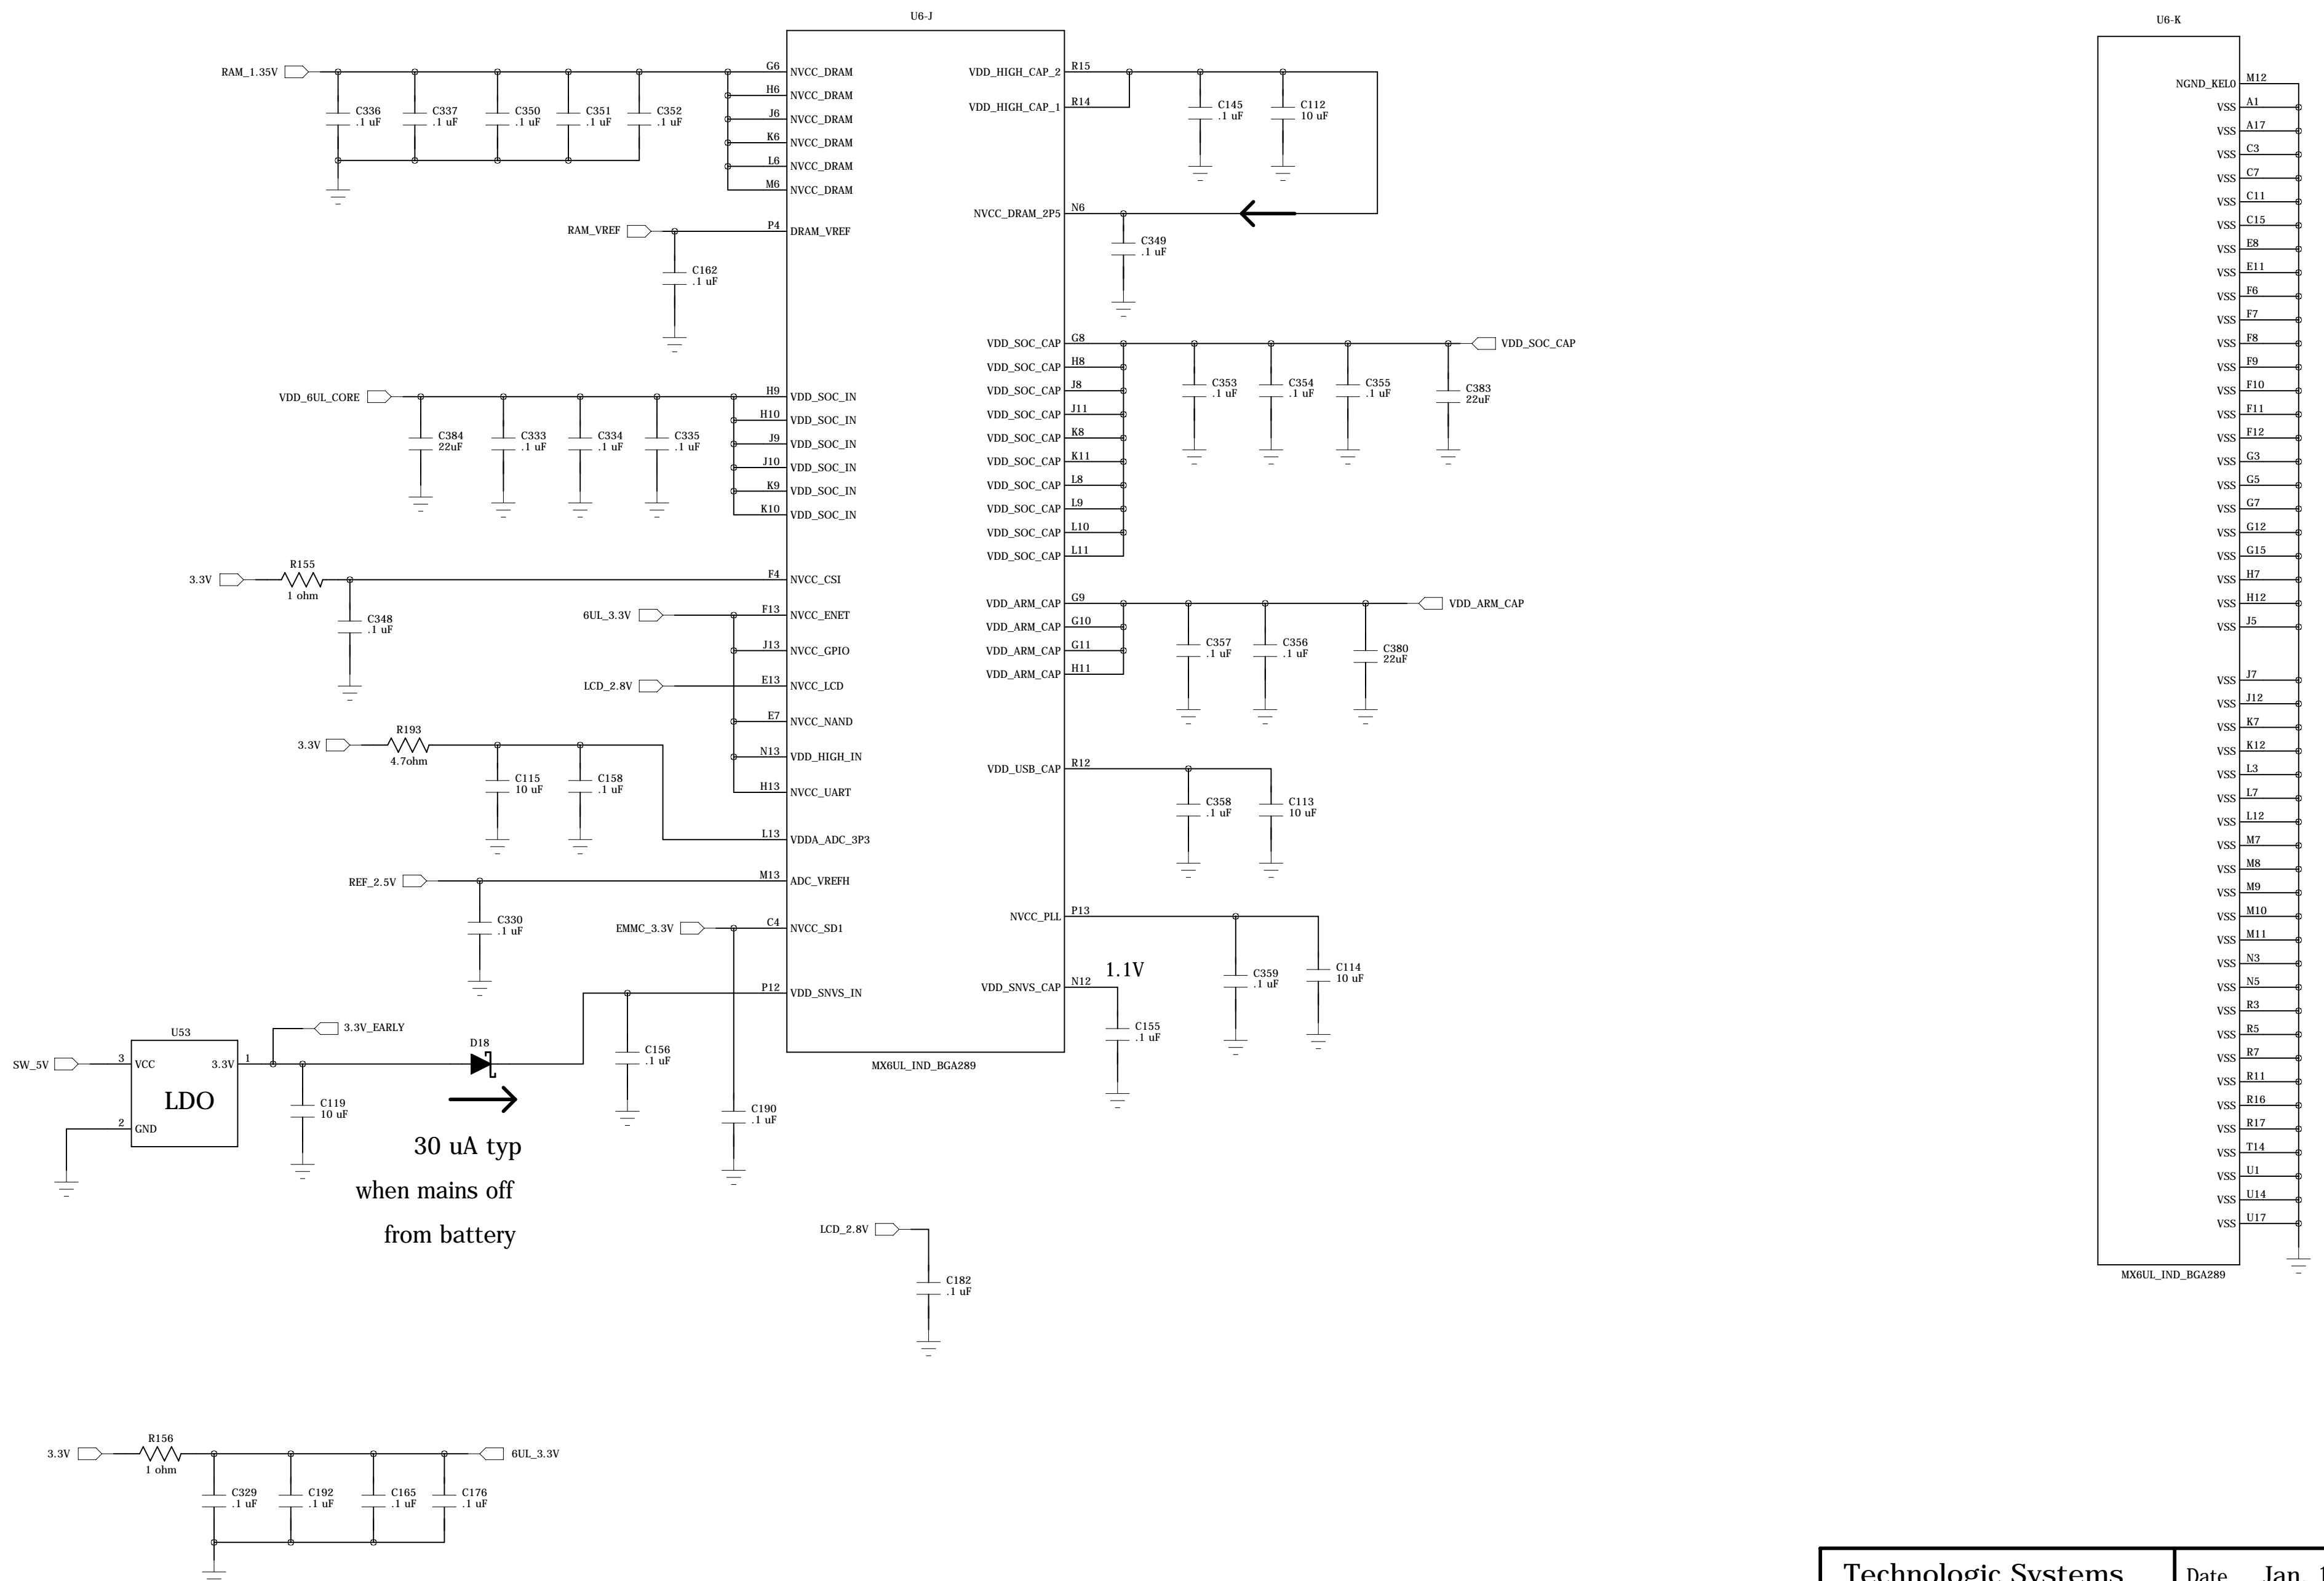 U6-J
U6-K
RAM_1.35V
C336
.1 uF
C337
.1 uF
C350
.1 uF
C351
.1 uF
C352
.1 uF
G6 NVCC_DRAM
H6 NVCC_DRAM
J6 NVCC_DRAM
K6 NVCC_DRAM
L6 NVCC_DRAM
M6 NVCC_DRAM
RAM_VREF
P4 DRAM_VREF
C162
.1 uF
VDD_6UL_CORE
C384
22uF
C333
.1 uF
C334
.1 uF
C335
.1 uF
H9 VDD_SOC_IN
H10 VDD_SOC_IN
J9 VDD_SOC_IN
J10 VDD_SOC_IN
K9 VDD_SOC_IN
K10 VDD_SOC_IN
3.3V
R155
1 ohm
C348
.1 uF
F4 NVCC_CSI
6UL_3.3V
F13 NVCC_ENET
J13 NVCC_GPIO
LCD_2.8V
E13 NVCC_LCD
E7 NVCC_NAND
N13 VDD_HIGH_IN
H13 NVCC_UART
3.3V
R193
4.7ohm
C115
10 uF
C158
.1 uF
L13 VDDA_ADC_3P3
REF_2.5V
M13 ADC_VREFH
C330
.1 uF
EMMC_3.3V
C4 NVCC_SD1
P12 VDD_SNVS_IN
U53
3.3V_EARLY
SW_5V
3 VCC
3.3V 1
LDO
2 GND
C119
10 uF
D18
C156
.1 uF
C190
.1 uF
30 uA typ
when mains off
from battery
VDD_HIGH_CAP_2 R15
VDD_HIGH_CAP_1 R14
C145
.1 uF
C112
10 uF
NVCC_DRAM_2P5 N6
C349
.1 uF
VDD_SOC_CAP G8
VDD_SOC_CAP H8
VDD_SOC_CAP J8
VDD_SOC_CAP J11
VDD_SOC_CAP K8
VDD_SOC_CAP K11
VDD_SOC_CAP L8
VDD_SOC_CAP L9
VDD_SOC_CAP L10
VDD_SOC_CAP L11
VDD_SOC_CAP
C353
.1 uF
C354
.1 uF
C355
.1 uF
C383
22uF
VDD_ARM_CAP G9
VDD_ARM_CAP G10
VDD_ARM_CAP G11
VDD_ARM_CAP H11
VDD_ARM_CAP
C357
.1 uF
C356
.1 uF
C380
22uF
VDD_USB_CAP R12
C358
.1 uF
C113
10 uF
NVCC_PLL P13
C359
.1 uF
C114
10 uF
1.1V
VDD_SNVS_CAP N12
C155
.1 uF
MX6UL_IND_BGA289
LCD_2.8V
C182
.1 uF
3.3V
R156
1 ohm
6UL_3.3V
C329
.1 uF
C192
.1 uF
C165
.1 uF
C176
.1 uF
NGND_KEL0 M12
VSS A1
VSS A17
VSS C3
VSS C7
VSS C11
VSS C15
VSS E8
VSS E11
VSS F6
VSS F7
VSS F8
VSS F9
VSS F10
VSS F11
VSS F12
VSS G3
VSS G5
VSS G7
VSS G12
VSS G15
VSS H7
VSS H12
VSS J5
VSS J7
VSS J12
VSS K7
VSS K12
VSS L3
VSS L7
VSS L12
VSS M7
VSS M8
VSS M9
VSS M10
VSS M11
VSS N3
VSS N5
VSS R3
VSS R5
VSS R7
VSS R11
VSS R16
VSS R17
VSS T14
VSS U1
VSS U14
VSS U17
MX6UL_IND_BGA289
Technologic Systems
Date Jan. 1